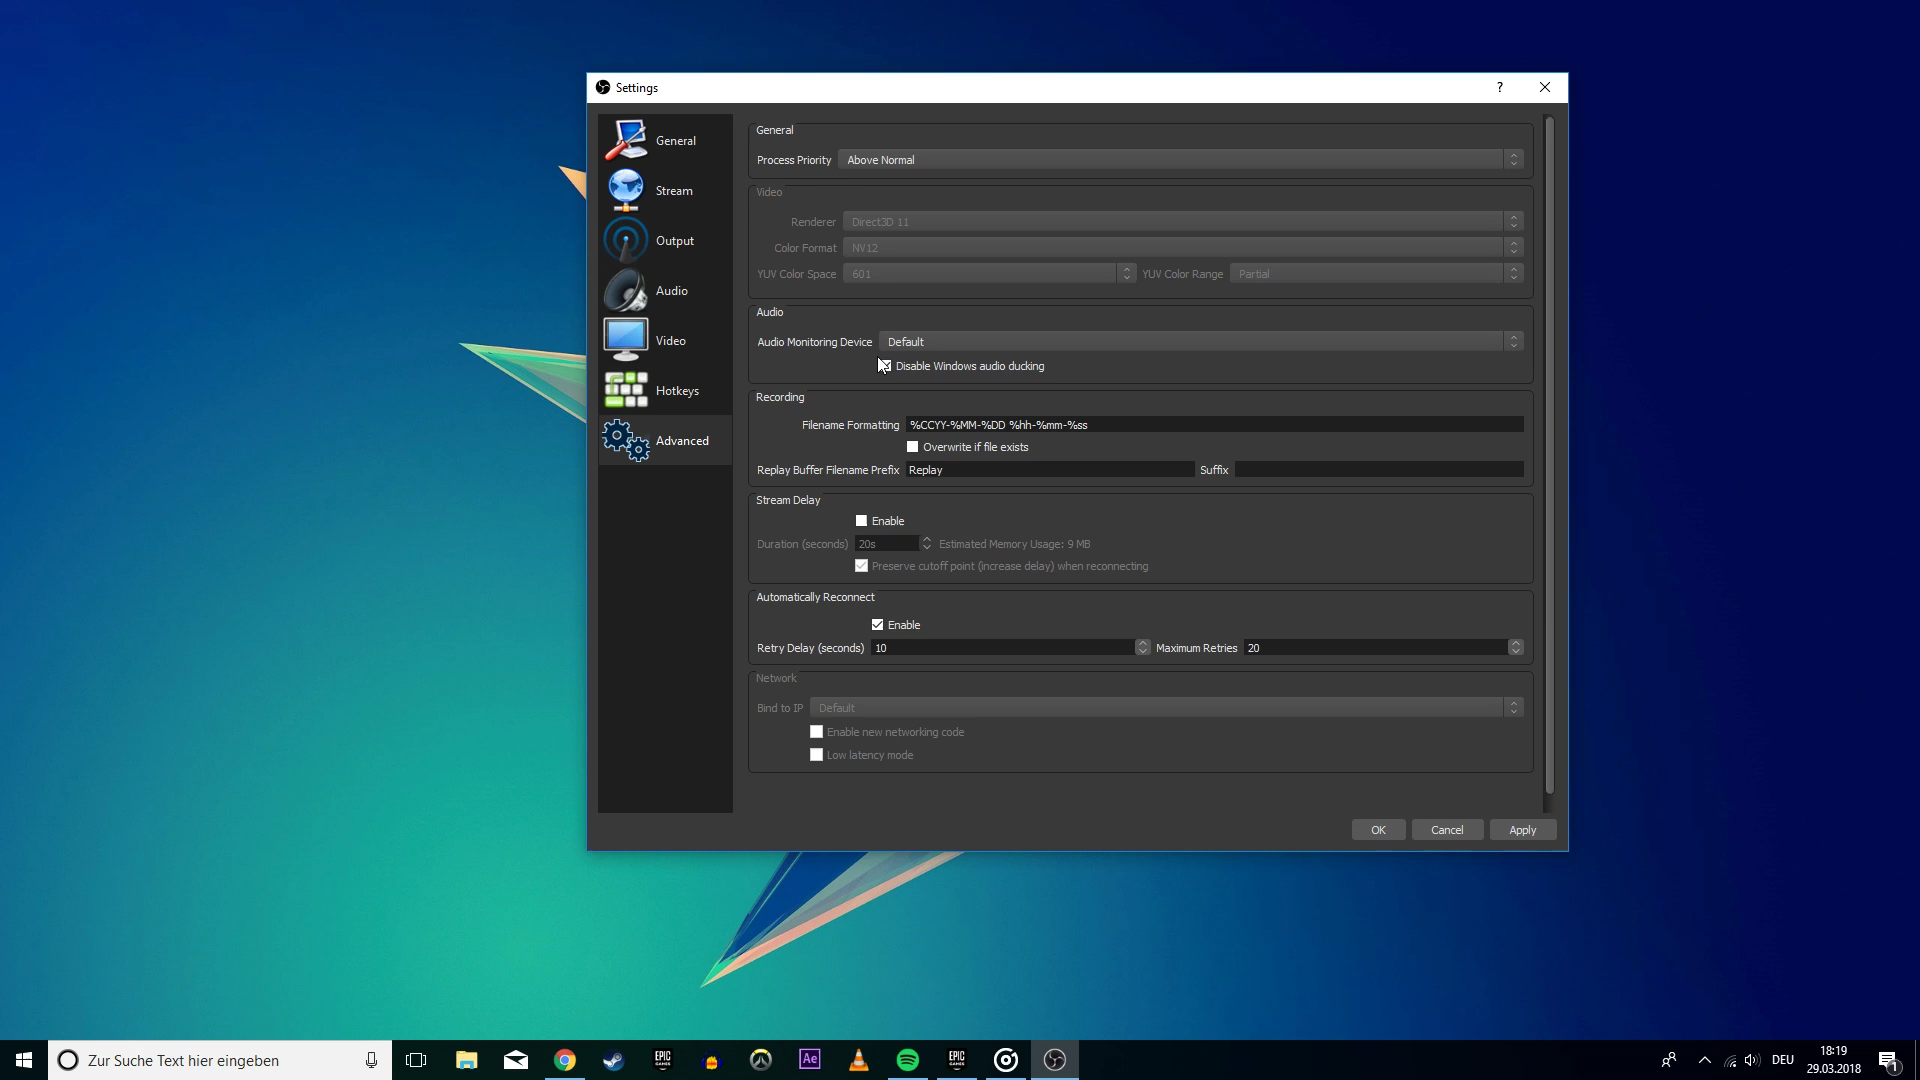 Settings
?
General
Stream
Output
Audio
Video
Hotkeys
Advanced
General
Process Priority Above Normal
Video
Renderer Direct3D 11
Color Format NV12
YUV Color Space 601 YUV Color Range Partial
Audio
Audio Monitoring Device Default
Disable Windows audio ducking
Recording
Filename Formatting %CCYY-%MM-%DD %hh-%mm-%ss
Overwrite if file exists
Replay Buffer Filename Prefix Replay Suffix
Stream Delay
Enable
Duration (seconds) 20s Estimated Memory Usage: 9 MB
Preserve cutoff point (increase delay) when reconnecting
Automatically Reconnect
Enable
Retry Delay (seconds) 10 Maximum Retries 20
Network
Bind to IP Default
Enable new networking code
Low latency mode
OK Cancel Apply
Zur Suche Text hier eingeben
EPIC GAMES
Ae
EPIC GAMES
DEU
18:19
29.03.2018
1